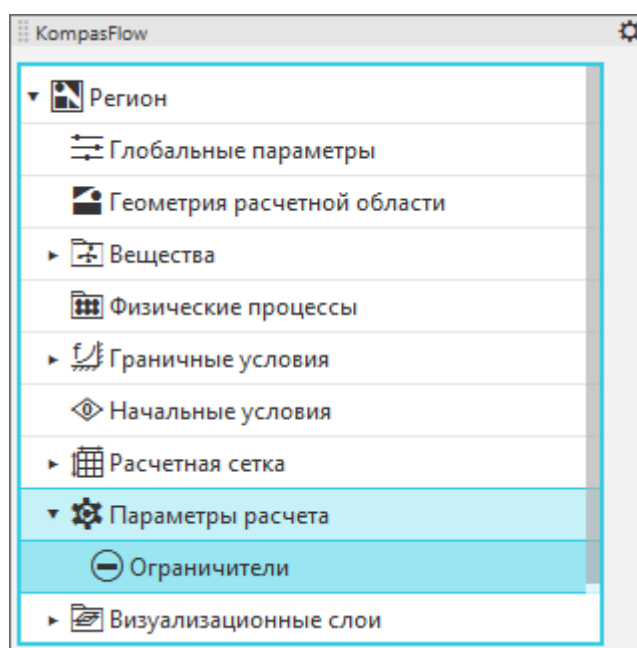 KompasFlow
Регион
Глобальные параметры
Геометрия расчетной области
Вещества
Физические процессы
Граничные условия
Начальные условия
Расчетная сетка
Параметры расчета
Ограничители
Визуализационные слои